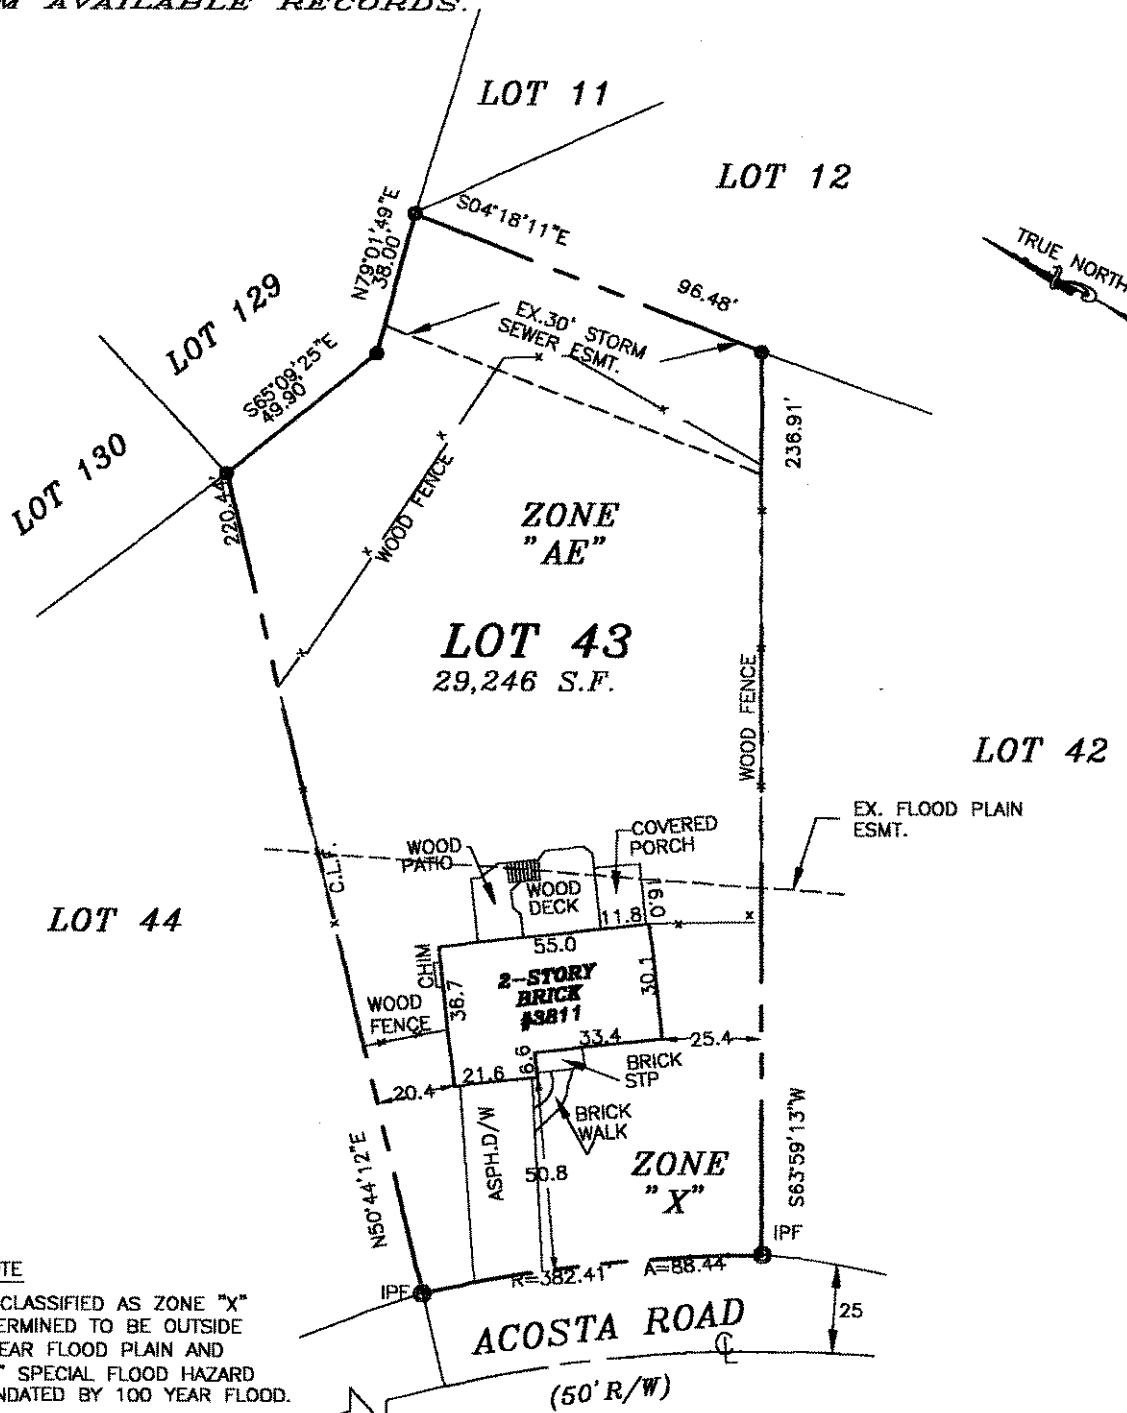 M AVAILABLE RECORDS.
LOT 11
LOT 12
TRUE NORTH
S04°18'11"E
96.48'
N79°01'49"E
38.00'
LOT 129
S65°09'25"E
49.90'
LOT 130
EX.30' STORM
SEWER ESMT.
220.44'
236.91'
WOOD FENCE
ZONE
"AE"
LOT 43
29,246 S.F.
WOOD FENCE
LOT 42
EX. FLOOD PLAIN
ESMT.
WOOD
PATIO
COVERED
PORCH
C.L.F.
WOOD
DECK
16.0
11.8
LOT 44
55.0
CHIM
2-STORY
BRICK
#3811
36.7
30.1
WOOD
FENCE
33.4
25.4
6.6
21.6
20.4
BRICK
STP
BRICK
WALK
ASPH.D/W
50.8
ZONE
"X"
N50°44'12"E
S63°59'13"W
IPF
IPF
R=382.41'
A=88.44'
ACOSTA ROAD
(50' R/W)
25
TE
CLASSIFIED AS ZONE "X"
ERMINED TO BE OUTSIDE
EAR FLOOD PLAIN AND
" SPECIAL FLOOD HAZARD
NDATED BY 100 YEAR FLOOD.